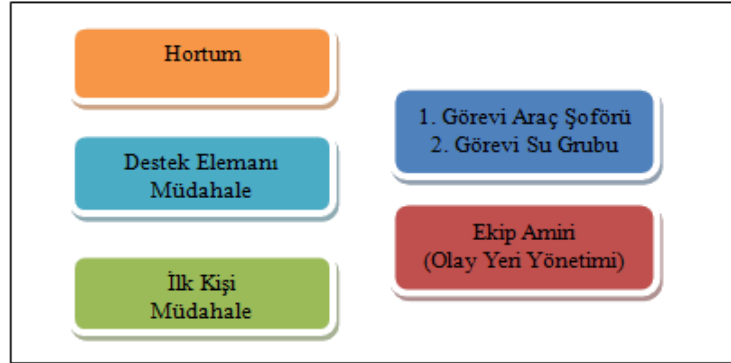 Hortum
Destek Elemanı
Müdahale
İlk Kişi
Müdahale
1. Görevi Araç Şoförü
2. Görevi Su Grubu
Ekip Amiri
(Olay Yeri Yönetimi)